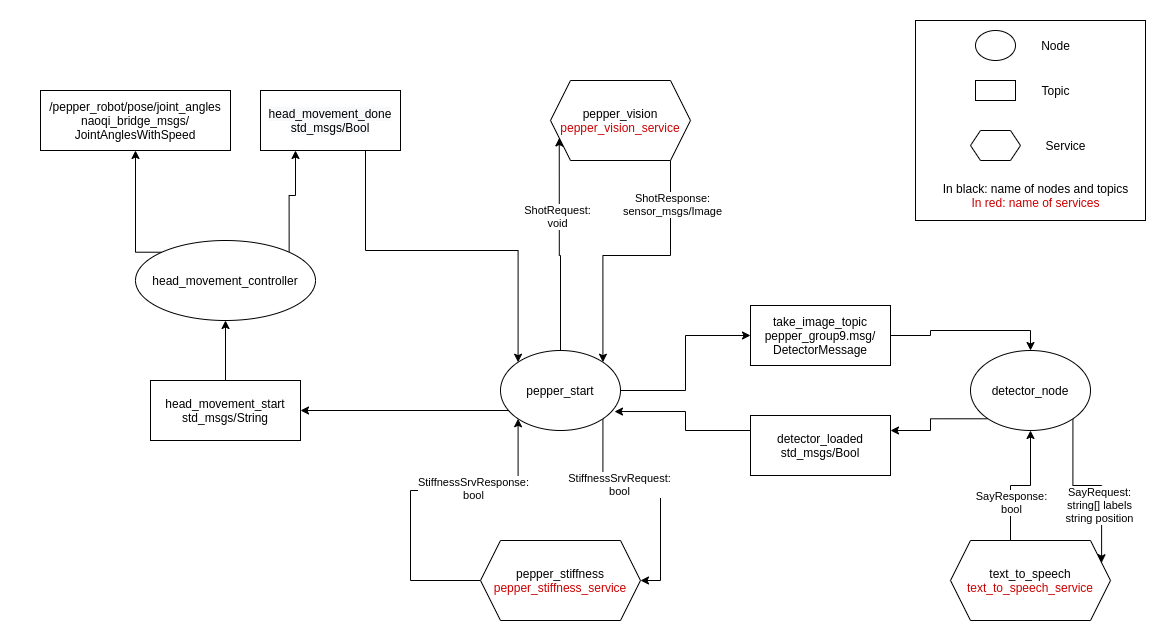 Node
Topic
Service
In black: name of nodes and topics
In red: name of services
/pepper_robot/pose/joint_angles
naoqi_bridge_msgs/
JointAnglesWithSpeed
head_movement_done
std_msgs/Bool
pepper_vision
pepper_vision_service
ShotRequest:
void
ShotResponse:
sensor_msgs/Image
head_movement_controller
take_image_topic
pepper_group9.msg/
DetectorMessage
pepper_start
detector_node
head_movement_start
std_msgs/String
detector_loaded
std_msgs/Bool
StiffnessSrvResponse:
bool
StiffnessSrvRequest:
bool
SayResponse:
bool
SayRequest:
string[] labels
string position
pepper_stiffness
pepper_stiffness_service
text_to_speech
text_to_speech_service